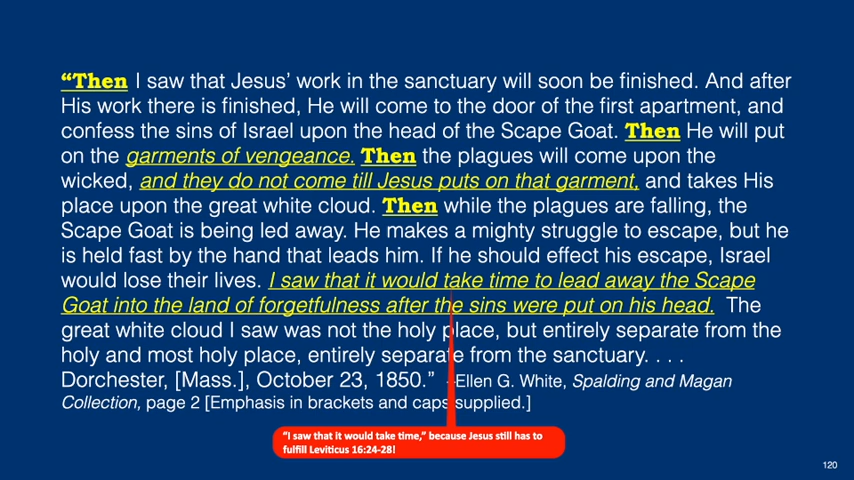 “Then I saw that Jesus’ work in the sanctuary will soon be finished. And after
His work there is finished, He will come to the door of the first apartment, and
confess the sins of Israel upon the head of the Scape Goat. Then He will put
on the garments of vengeance. Then the plagues will come upon the
wicked, and they do not come till Jesus puts on that garment, and takes His
place upon the great white cloud. Then while the plagues are falling, the
Scape Goat is being led away. He makes a mighty struggle to escape, but he
is held fast by the hand that leads him. If he should effect his escape, Israel
would lose their lives. I saw that it would take time to lead away the Scape
Goat into the land of forgetfulness after the sins were put on his head. The
great white cloud I saw was not the holy place, but entirely separate from the
holy and most holy place, entirely separate from the sanctuary. . . .
Dorchester, [Mass.], October 23, 1850.” –Ellen G. White, Spalding and Magan
Collection, page 2 [Emphasis in brackets and caps supplied.]
“I saw that it would take time,” because Jesus still has to
fulfill Leviticus 16:24-28!
120